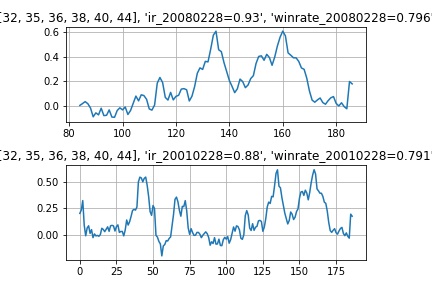 [32, 35, 36, 38, 40, 44], 'ir_20080228=0.93', 'winrate_20080228=0.796'
0.6
0.4
0.2
0.0
80 100 120 140 160 180
[32, 35, 36, 38, 40, 44], 'ir_20010228=0.88', 'winrate_20010228=0.791'
0.50
0.25
0.00
0 25 50 75 100 125 150 175